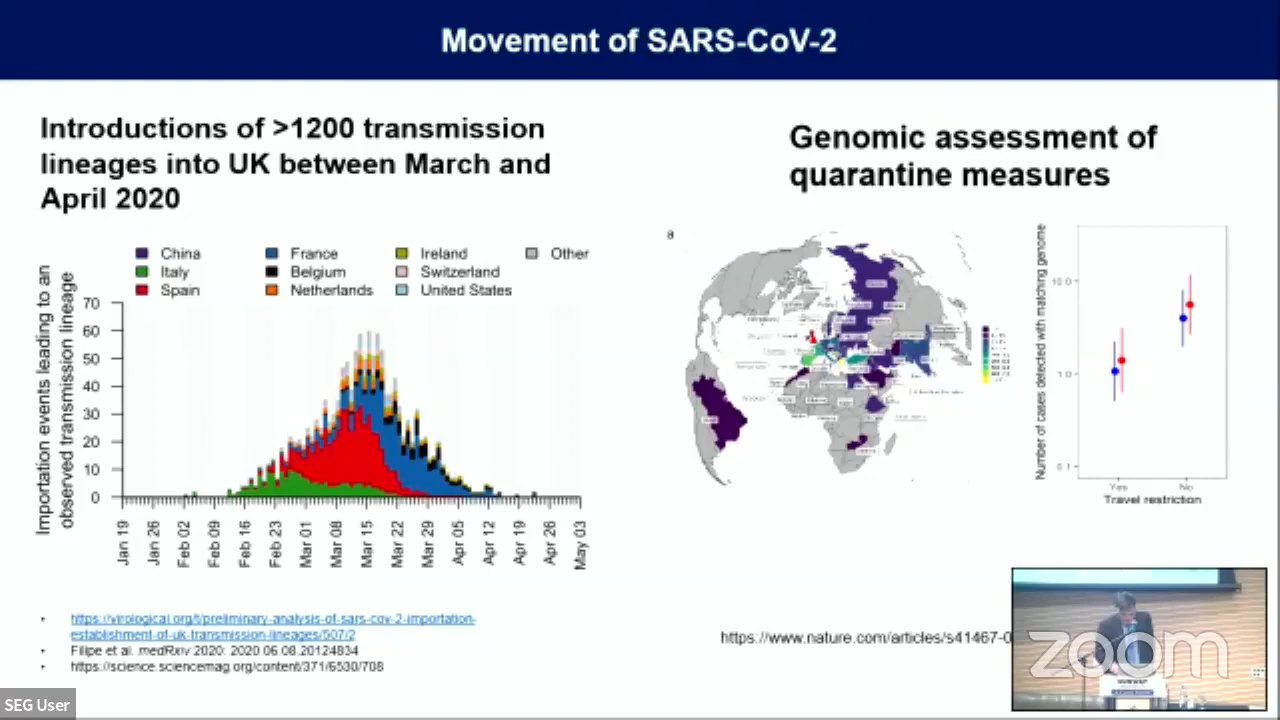 Movement of SARS-CoV-2
Introductions of >1200 transmission
lineages into UK between March and
April 2020
Genomic assessment of
quarantine measures
China
Italy
Spain
France
Belgium
Netherlands
Ireland
Switzerland
United States
Other
Importation events leading to an
observed transmission lineage
70
60
50
40
30
20
10
0
Jan 19
Jan 26
Feb 02
Feb 09
Feb 16
Feb 23
Mar 01
Mar 08
Mar 15
Mar 22
Mar 29
Apr 05
Apr 12
Apr 19
Apr 26
May 03
a
Number of cases detected with matching genome
10.0
1.0
0.1
Yes
No
Travel restriction
• https://virological.org/t/preliminary-analysis-of-sars-cov-2-importation-
establishment-of-uk-transmission-lineages/507/2
• Filipe et al. medRxiv 2020: 2020.06.08.20124834
• https://science.sciencemag.org/content/371/6530/708
https://www.nature.com/articles/s41467-0
zoom
SEG User